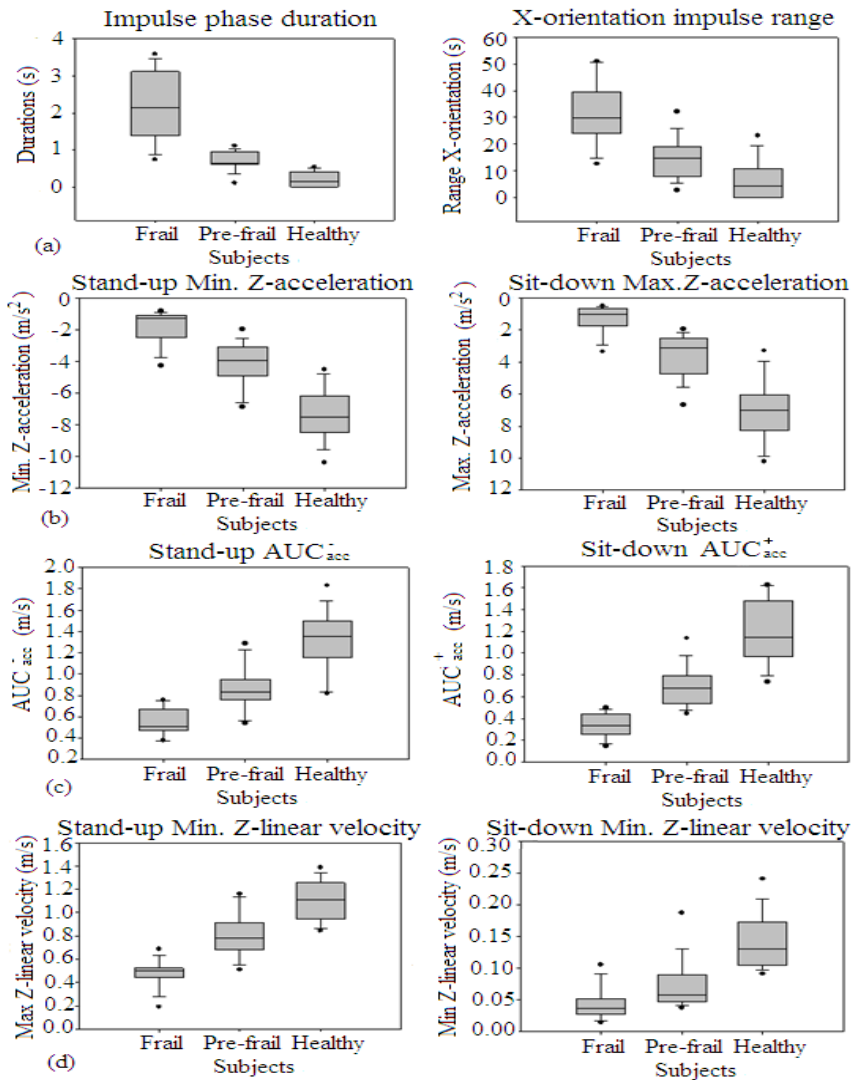 Impulse phase duration
Durations (s)
4
3
2
1
0
Frail Pre-frail Healthy
Subjects
(a)
X-orientation impulse range
Range X-orientation (s)
60
50
40
30
20
10
0
Frail Pre-frail Healthy
Subjects
Stand-up Min. Z-acceleration
Min. Z-acceleration (m/s²)
0
-2
-4
-6
-8
-10
-12
Frail Pre-frail Healthy
Subjects
(b)
Sit-down Max.Z-acceleration
Max. Z-acceleration (m/s²)
0
2
4
6
8
10
12
Frail Pre-frail Healthy
Subjects
Stand-up AUC⁻acc
AUC⁻acc (m/s)
2.0
1.8
1.6
1.4
1.2
1.0
0.8
0.6
0.4
0.2
Frail Pre-frail Healthy
Subjects
(c)
Sit-down AUC⁺acc
AUC⁺acc (m/s)
1.8
1.6
1.4
1.2
1.0
0.8
0.6
0.4
0.2
0.0
Frail Pre-frail Healthy
Subjects
Stand-up Min. Z-linear velocity
Max Z-linear velocity (m/s)
1.6
1.4
1.2
1.0
0.8
0.6
0.4
0.2
0.0
Frail Pre-frail Healthy
Subjects
(d)
Sit-down Min. Z-linear velocity
Min Z-linear velocity (m/s)
0.30
0.25
0.20
0.15
0.10
0.05
0.00
Frail Pre-frail Healthy
Subjects